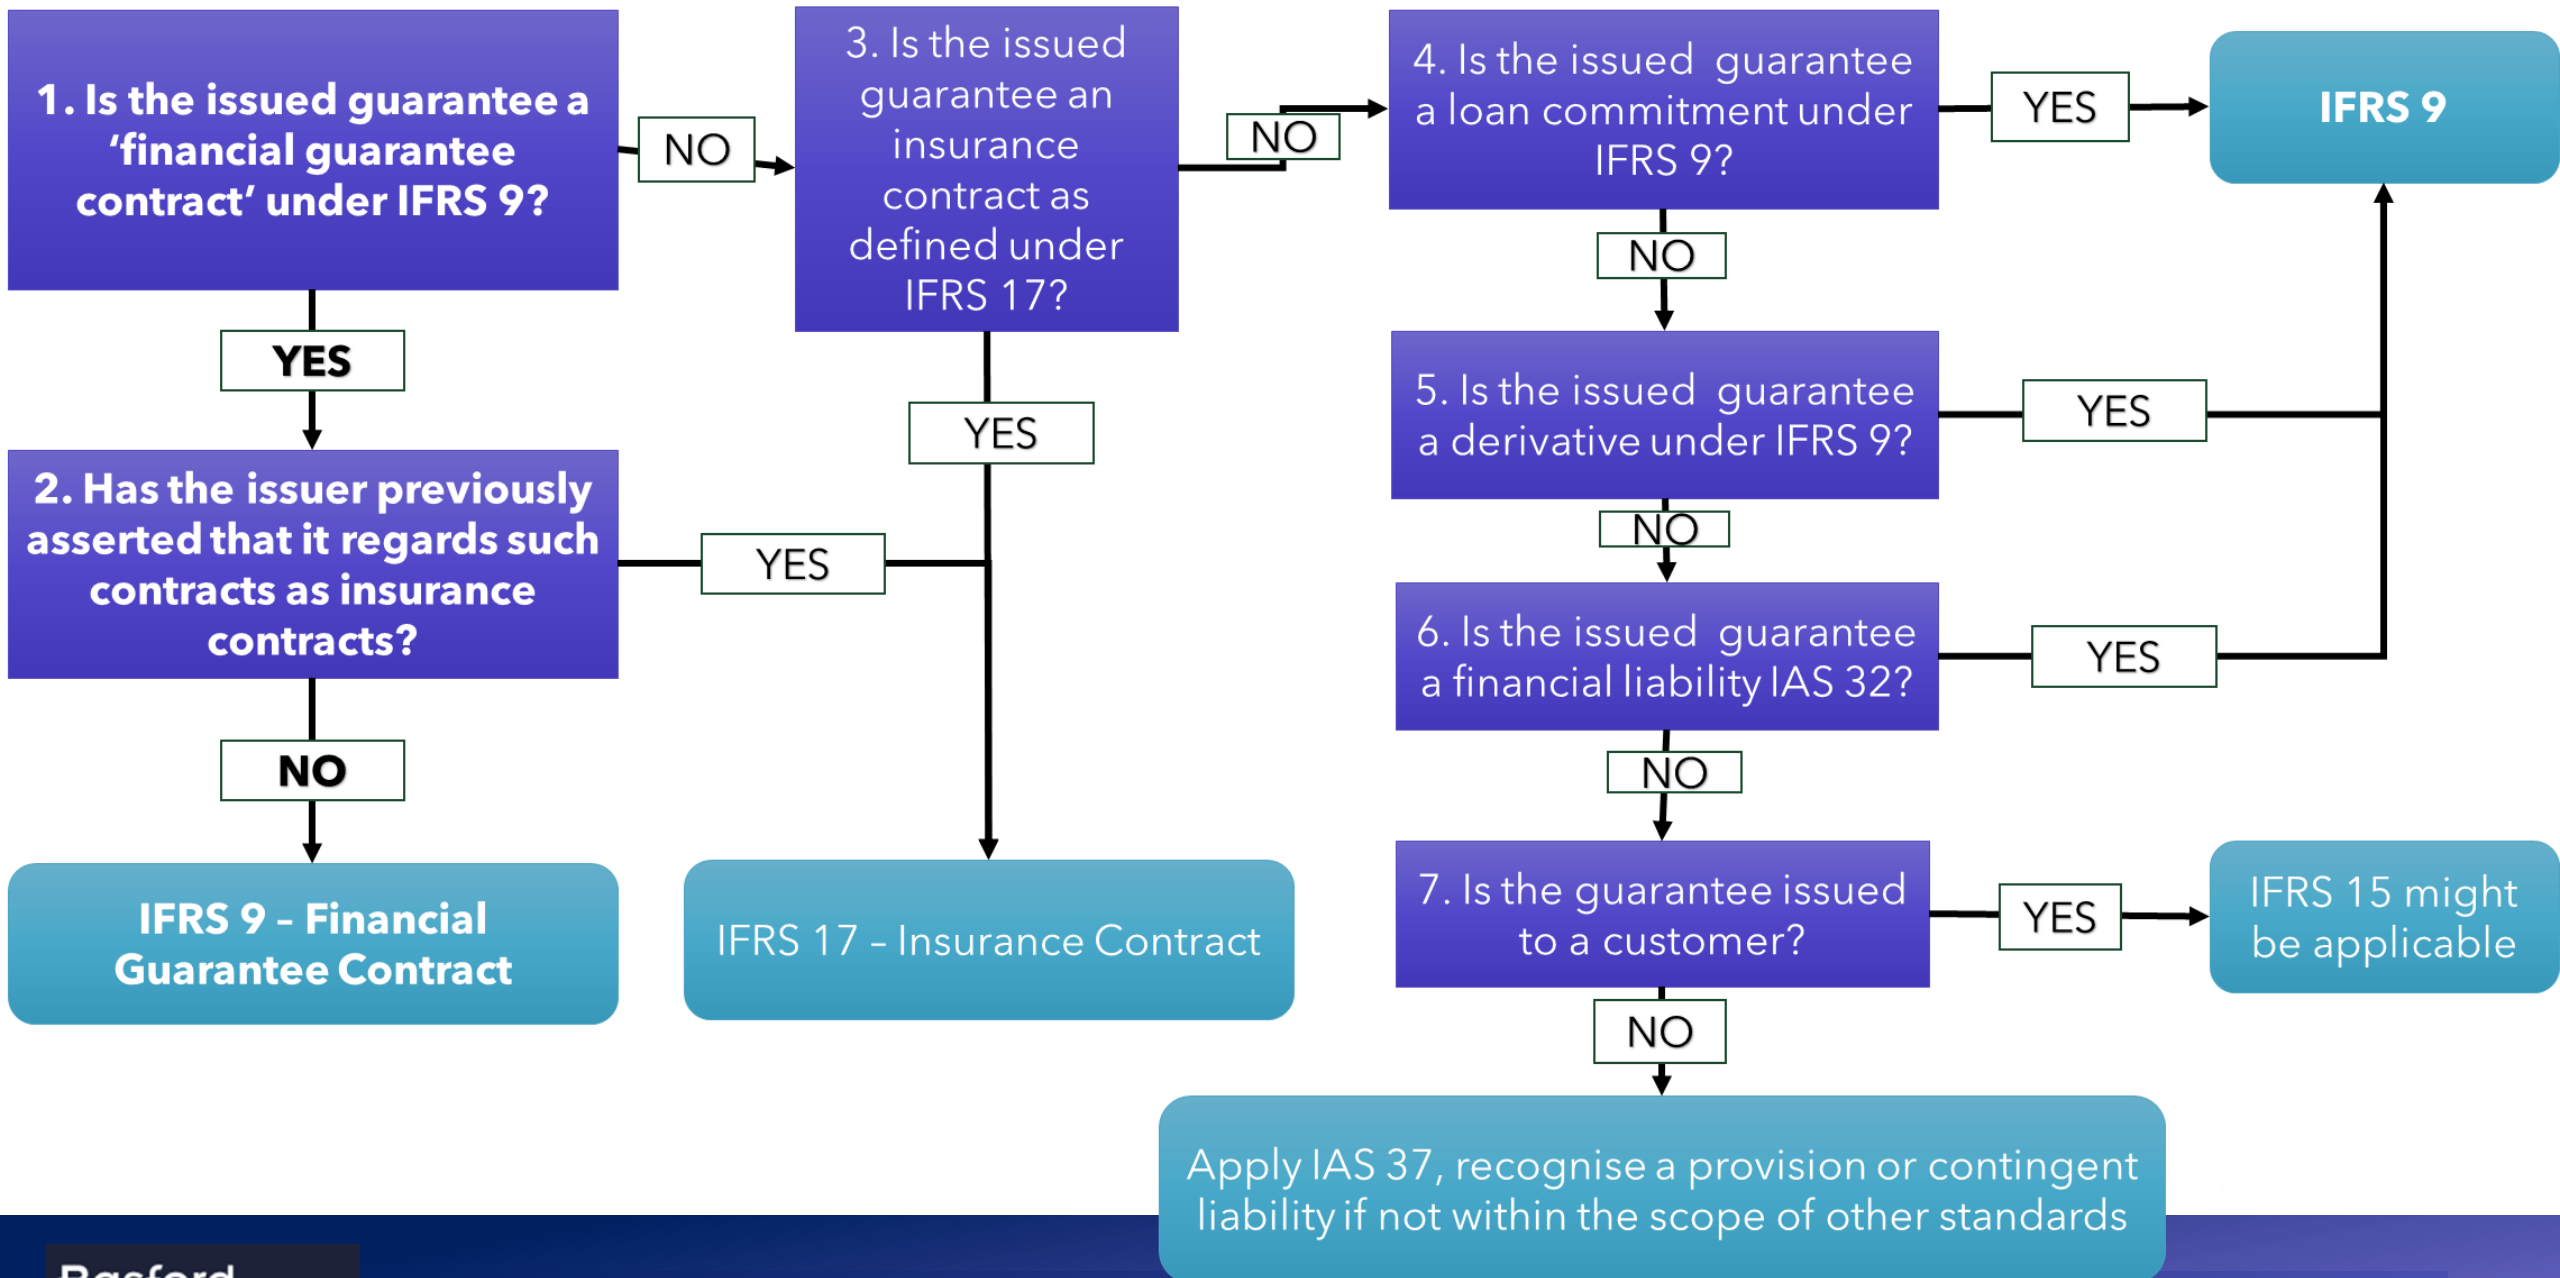 1. Is the issued guarantee a
‘financial guarantee
contract’ under IFRS 9?
NO
YES
2. Has the issuer previously
asserted that it regards such
contracts as insurance
contracts?
YES
NO
IFRS 9 – Financial
Guarantee Contract
3. Is the issued
guarantee an
insurance
contract as
defined under
IFRS 17?
NO
YES
IFRS 17 – Insurance Contract
4. Is the issued guarantee
a loan commitment under
IFRS 9?
YES
IFRS 9
NO
5. Is the issued guarantee
a derivative under IFRS 9?
YES
NO
6. Is the issued guarantee
a financial liability IAS 32?
YES
NO
7. Is the guarantee issued
to a customer?
YES
IFRS 15 might
be applicable
NO
Apply IAS 37, recognise a provision or contingent
liability if not within the scope of other standards
Basford